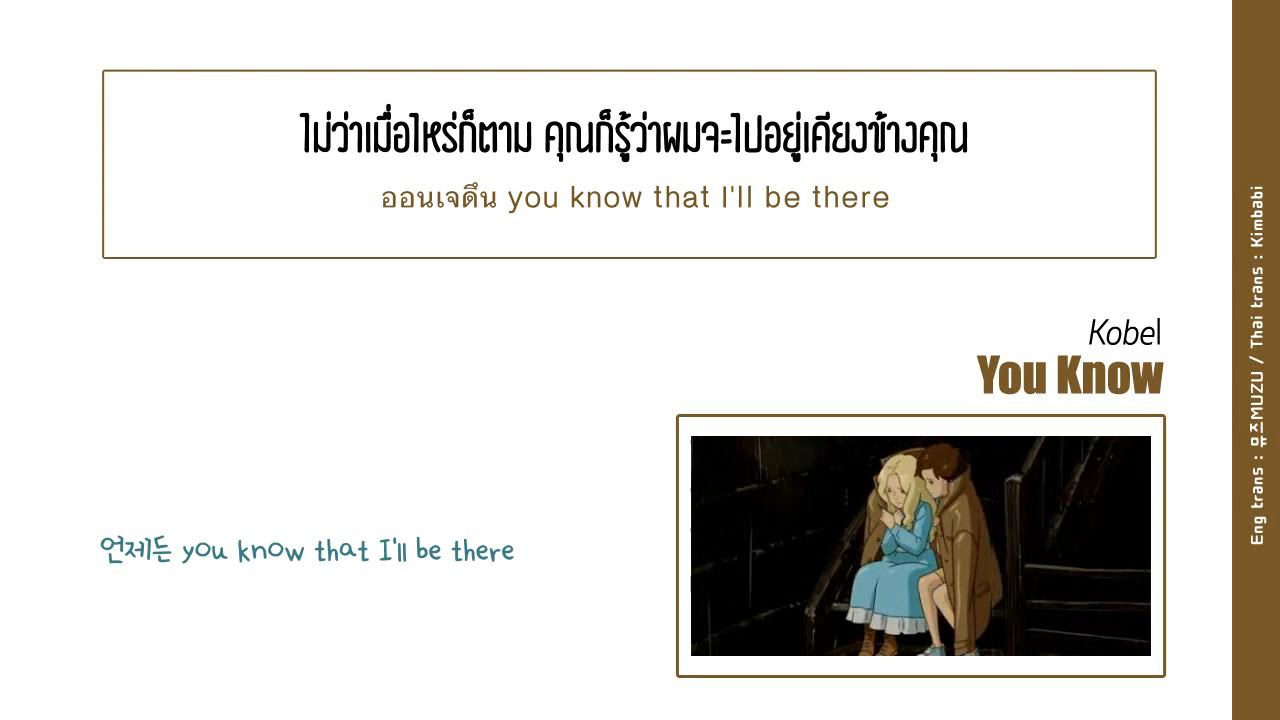 ไม่ว่าเมื่อไหร่ก็ตาม คุณก็รู้ว่าผมจะไปอยู่เคียงข้างคุณ
ออนเจดึน you know that I'll be there
Kobel
You Know
언제든 you know that I'll be there
Eng trans : 뮤즈MUZU / Thai trans : Kimbabi